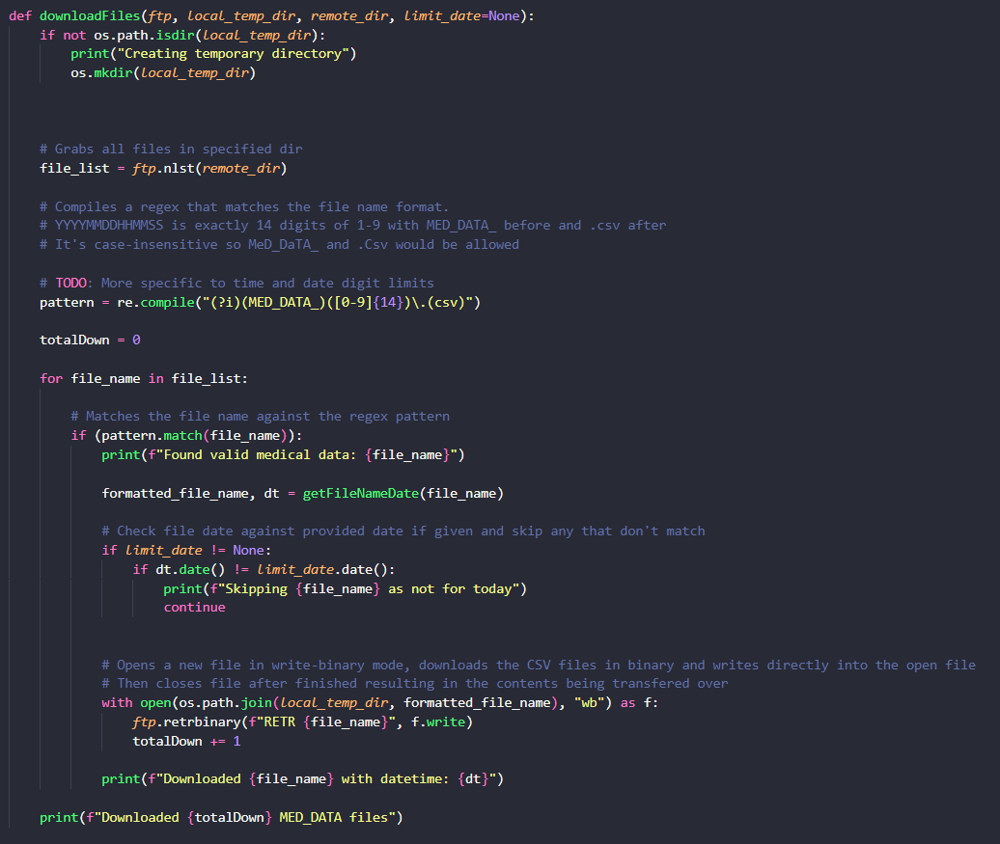 def downloadFiles(ftp, local_temp_dir, remote_dir, limit_date=None):
    if not os.path.isdir(local_temp_dir):
        print("Creating temporary directory")
        os.mkdir(local_temp_dir)
    # Grabs all files in specified dir
    file_list = ftp.nlst(remote_dir)
    # Compiles a regex that matches the file name format.
    # YYYYMMDDHHMMSS is exactly 14 digits of 1-9 with MED_DATA_ before and .csv after
    # It's case-insensitive so MeD_DaTA_ and .Csv would be allowed
    # TODO: More specific to time and date digit limits
    pattern = re.compile("(?i)(MED_DATA_)([0-9]{14})\.(csv)")
    totalDown = 0
    for file_name in file_list:
        # Matches the file name against the regex pattern
        if (pattern.match(file_name)):
            print(f"Found valid medical data: {file_name}")
            formatted_file_name, dt = getFileNameDate(file_name)
            # Check file date against provided date if given and skip any that don't match
            if limit_date != None:
                if dt.date() != limit_date.date():
                    print(f"Skipping {file_name} as not for today")
                    continue
            # Opens a new file in write-binary mode, downloads the CSV files in binary and writes directly into the open file
            # Then closes file after finished resulting in the contents being transfered over
            with open(os.path.join(local_temp_dir, formatted_file_name), "wb") as f:
                ftp.retrbinary(f"RETR {file_name}", f.write)
                totalDown += 1
            print(f"Downloaded {file_name} with datetime: {dt}")
    print(f"Downloaded {totalDown} MED_DATA files")